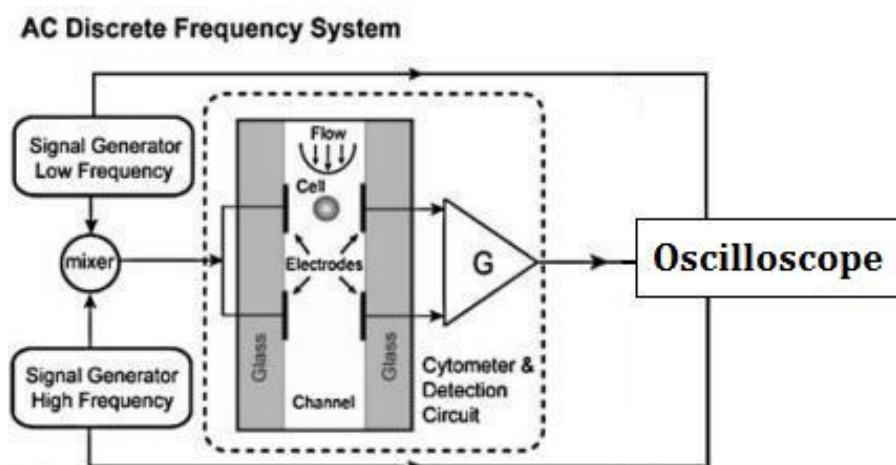 AC Discrete Frequency System
Signal Generator
Low Frequency
mixer
Signal Generator
High Frequency
Flow
Cell
Electrodes
Glass
Glass
Channel
G
Cytometer &
Detection
Circuit
Oscilloscope